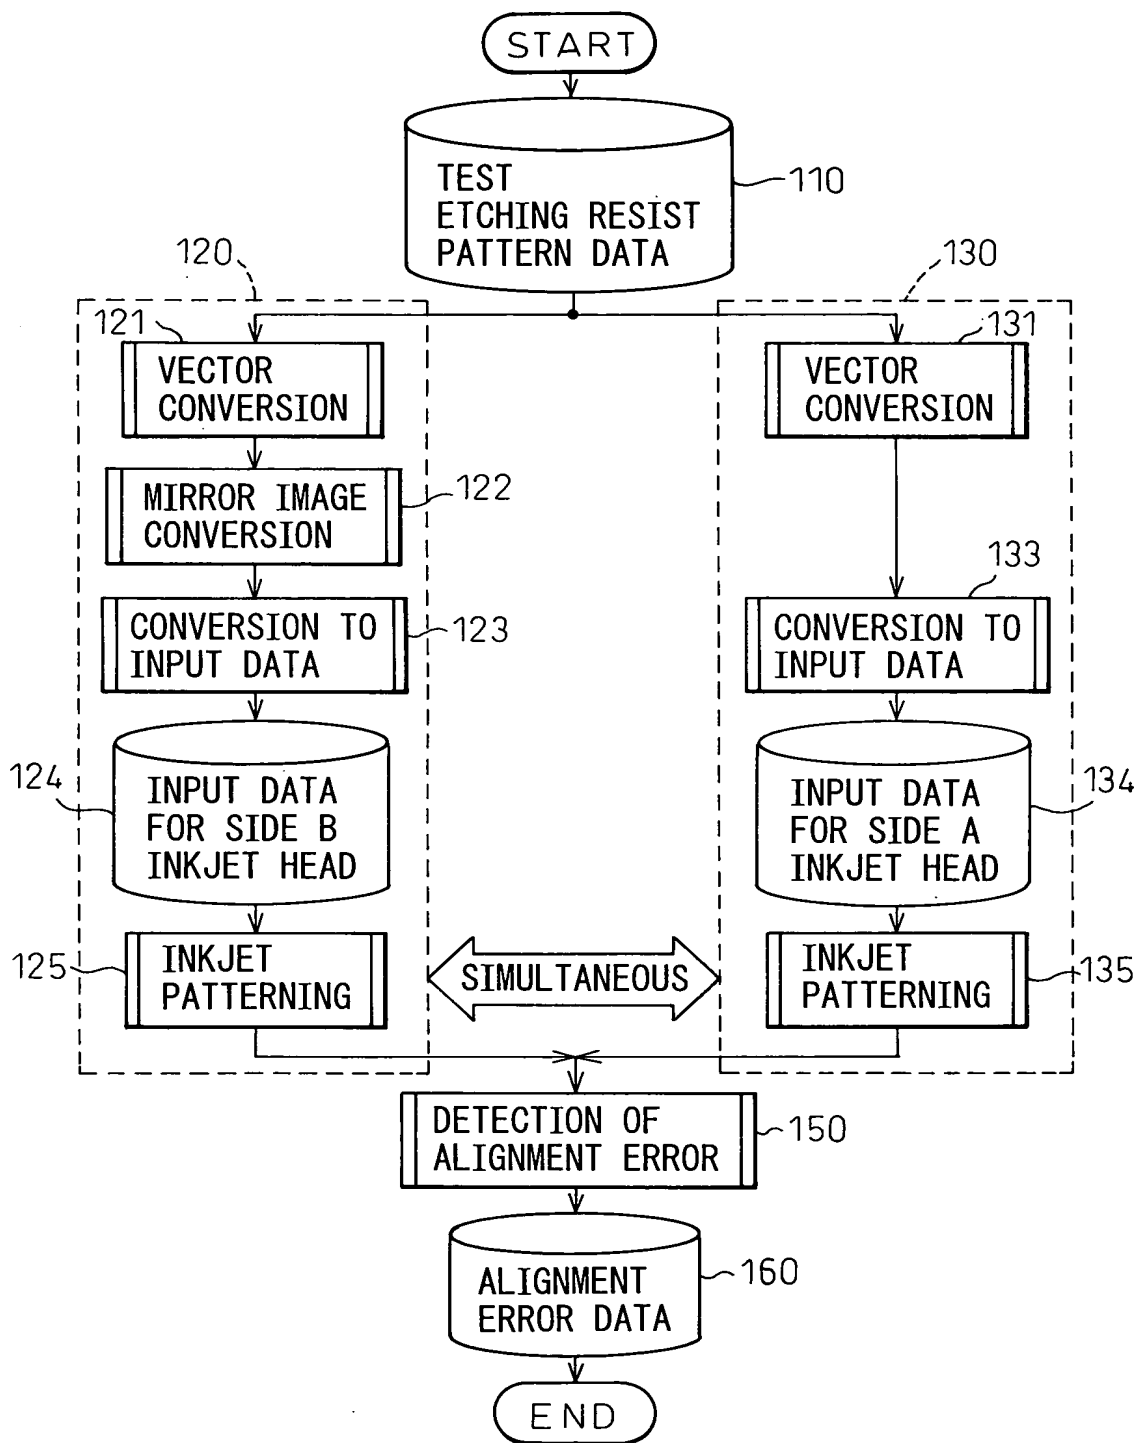 START
TEST
ETCHING RESIST
PATTERN DATA
110
120
130
121
VECTOR
CONVERSION
131
VECTOR
CONVERSION
MIRROR IMAGE
CONVERSION
122
CONVERSION TO
INPUT DATA
123
133
CONVERSION TO
INPUT DATA
124
INPUT DATA
FOR SIDE B
INKJET HEAD
INPUT DATA
FOR SIDE A
INKJET HEAD
134
125
INKJET
PATTERNING
SIMULTANEOUS
INKJET
PATTERNING
135
DETECTION OF
ALIGNMENT ERROR
150
ALIGNMENT
ERROR DATA
160
END